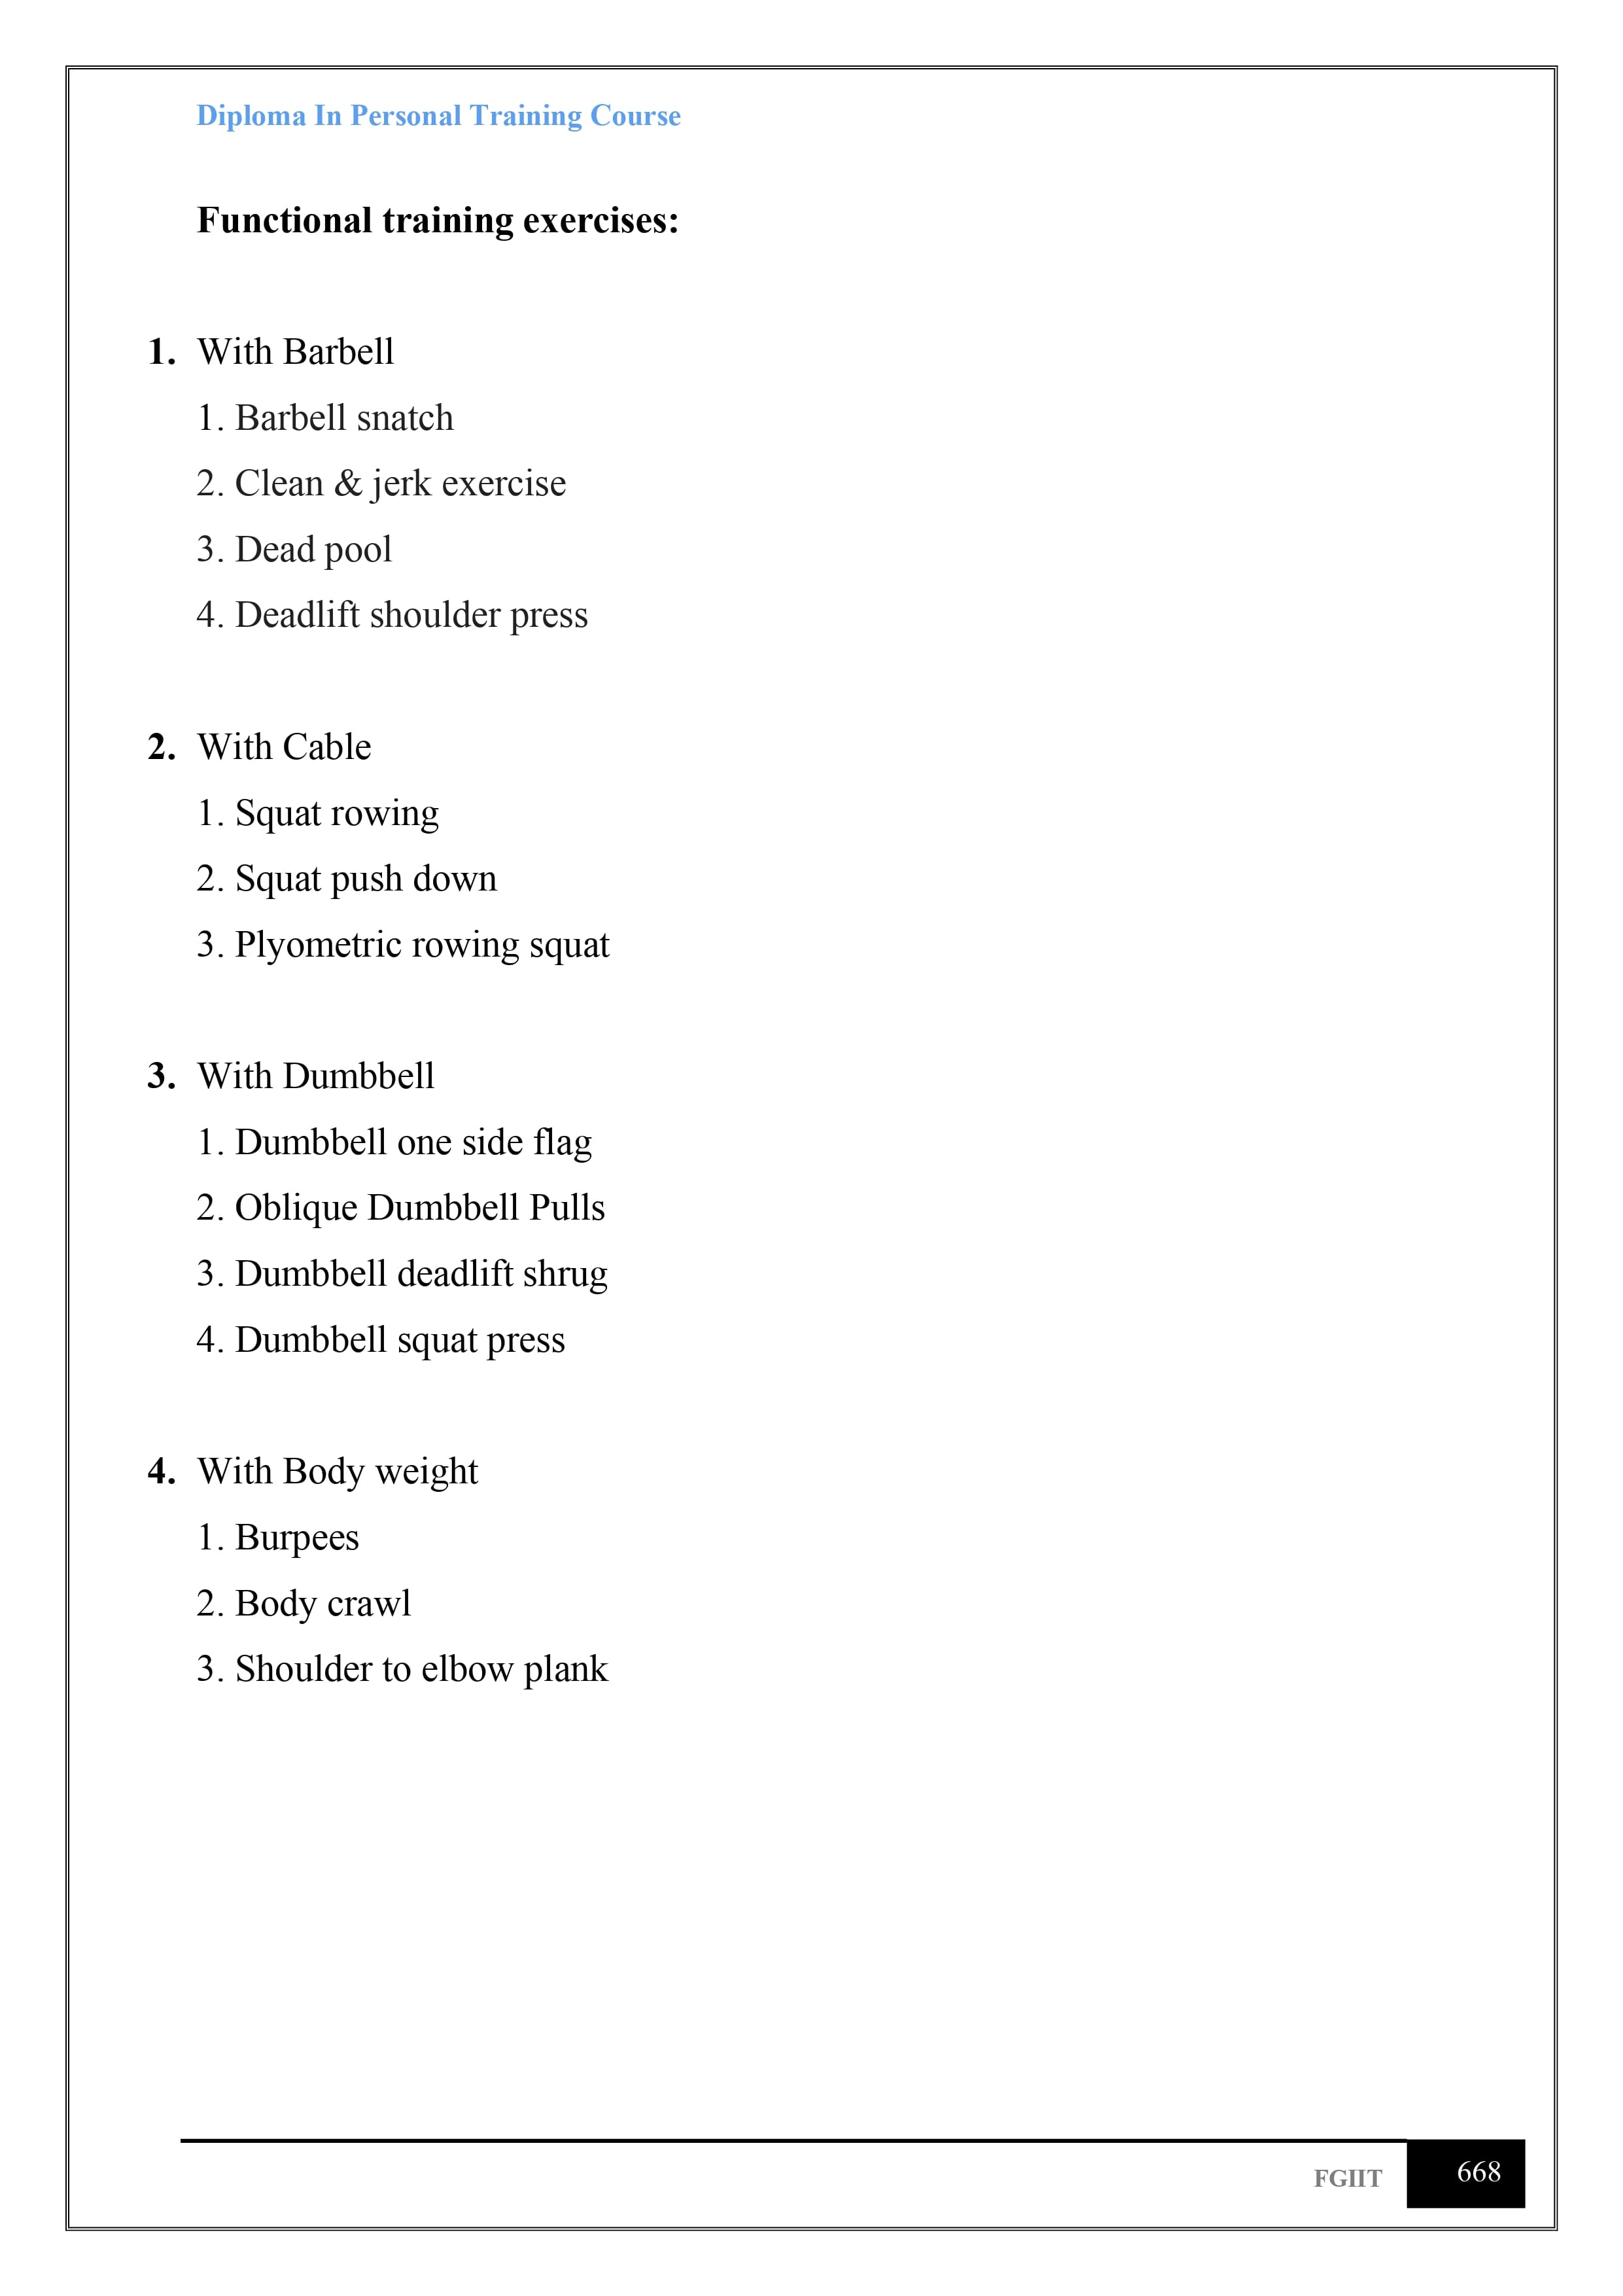 Diploma In Personal Training Course
Functional training exercises:
1. With Barbell
1. Barbell snatch
2. Clean & jerk exercise
3. Dead pool
4. Deadlift shoulder press
2. With Cable
1. Squat rowing
2. Squat push down
3. Plyometric rowing squat
3. With Dumbbell
1. Dumbbell one side flag
2. Oblique Dumbbell Pulls
3. Dumbbell deadlift shrug
4. Dumbbell squat press
4. With Body weight
1. Burpees
2. Body crawl
3. Shoulder to elbow plank
FGIIT 668